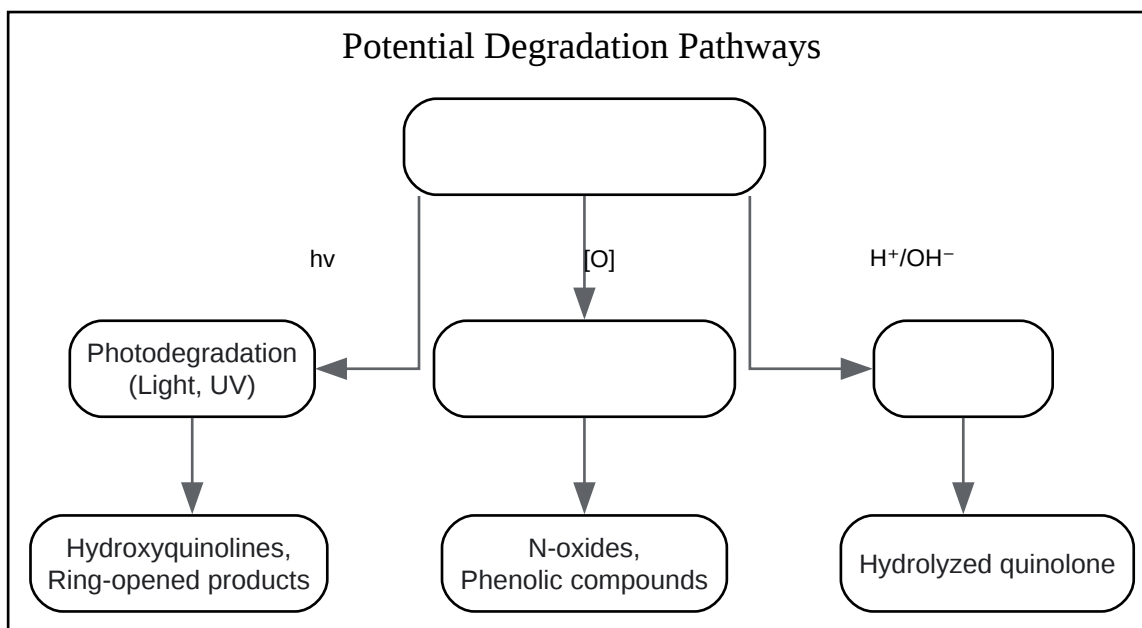 Potential Degradation Pathways
hv
[O]
H⁺/OH⁻
Photodegradation
(Light, UV)
Hydroxyquinolines,
Ring-opened products
N-oxides,
Phenolic compounds
Hydrolyzed quinolone